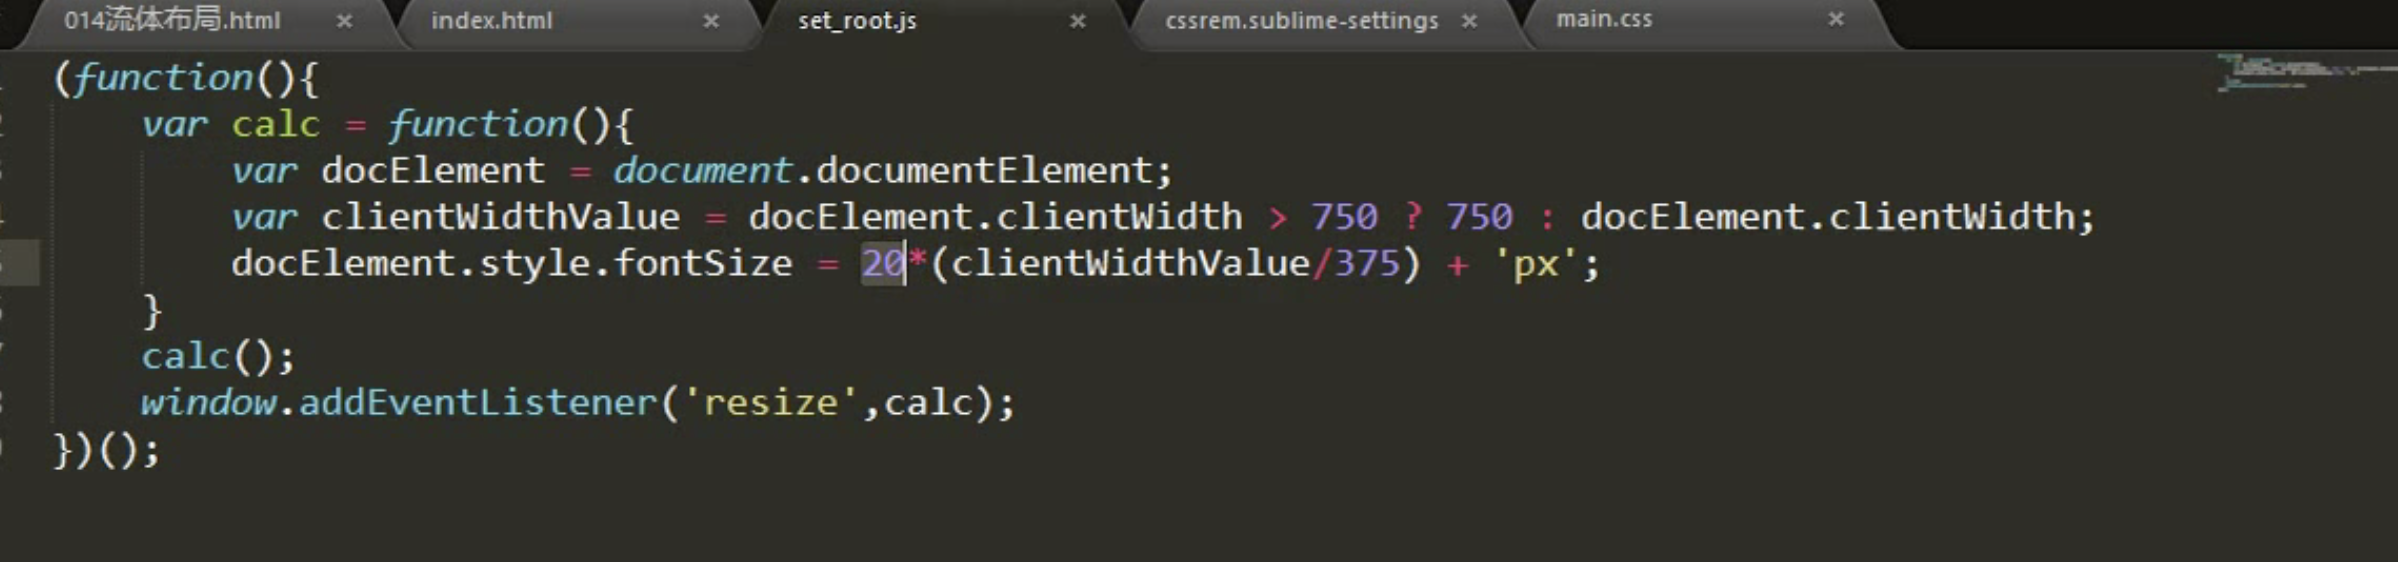 014流体布局.html × index.html × set_root.js × cssrem.sublime-settings × main.css ×
(function(){
var calc = function(){
var docElement = document.documentElement;
var clientWidthValue = docElement.clientWidth > 750 ? 750 : docElement.clientWidth;
docElement.style.fontSize = 20*(clientWidthValue/375) + 'px';
}
calc();
window.addEventListener('resize',calc);
})();